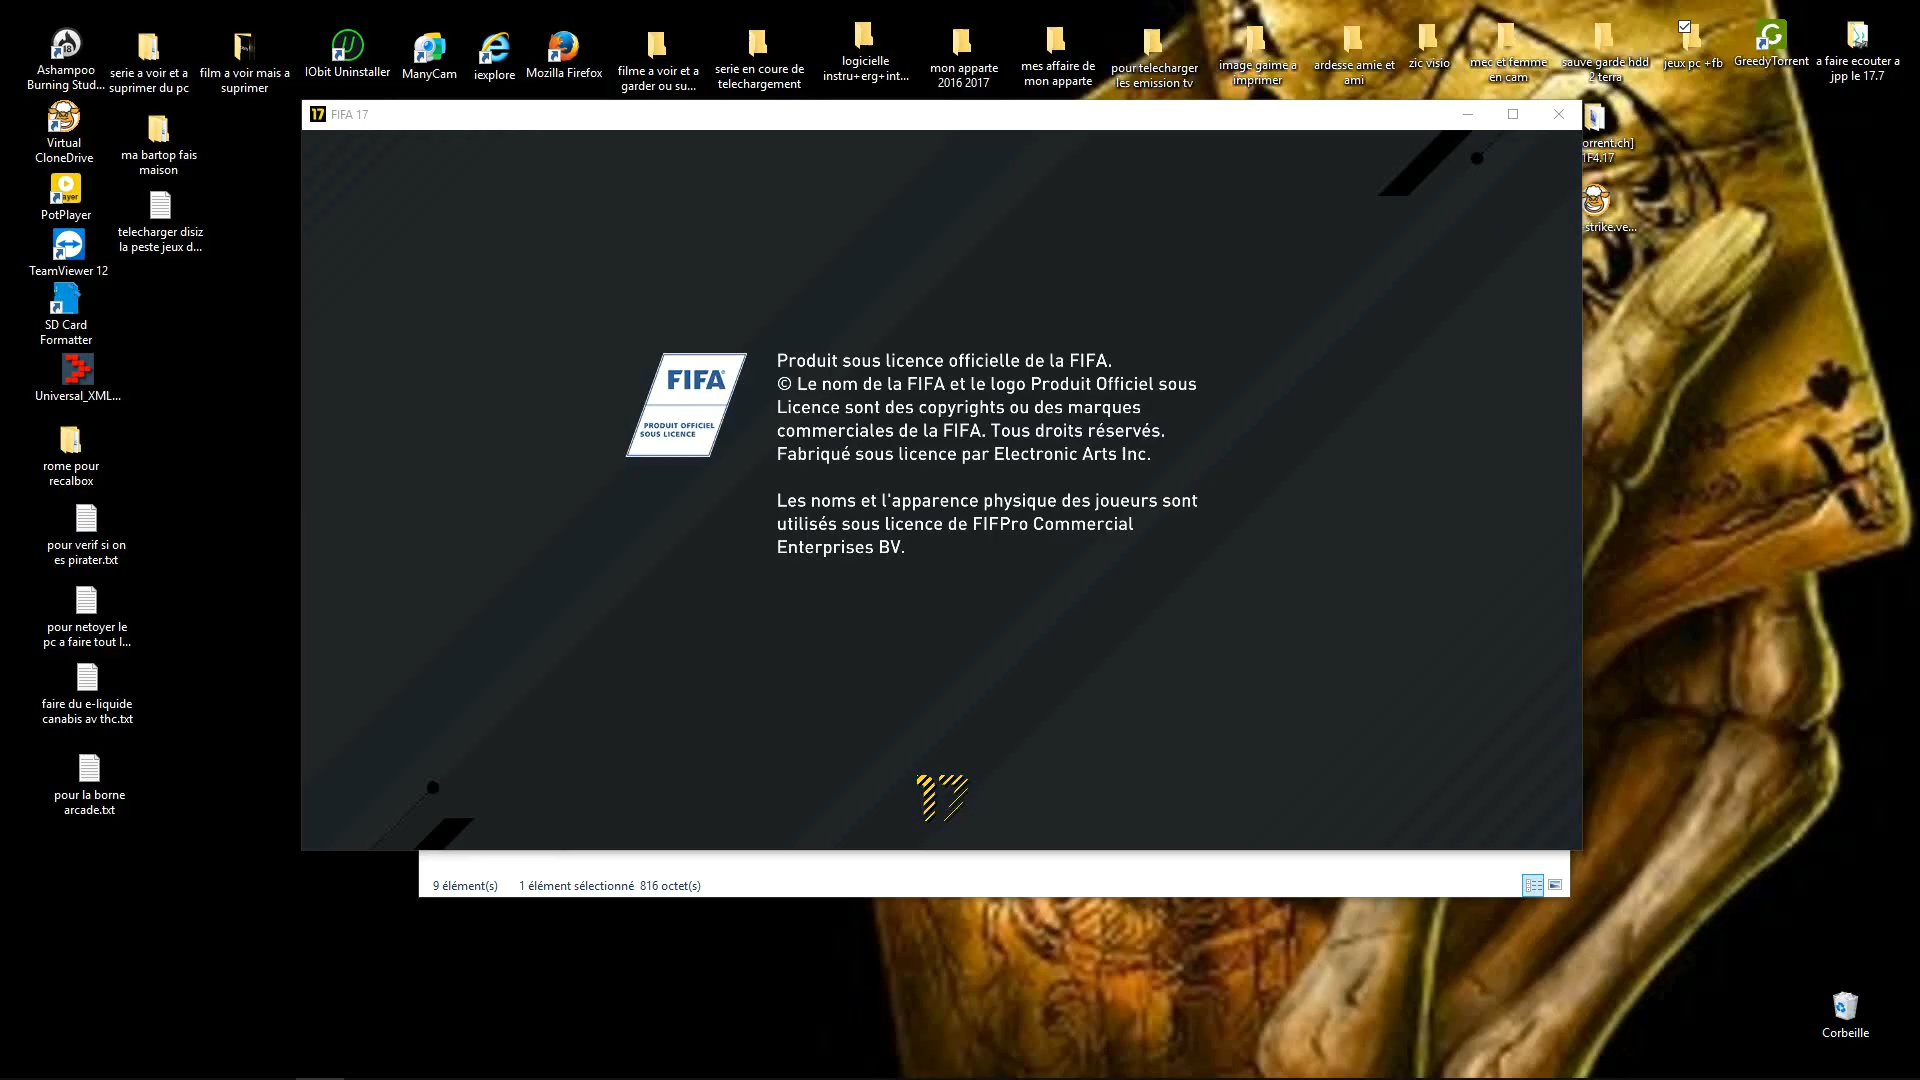 Ashampoo
Burning Stud...
serie a voir et a
suprimer du pc
film a voir mais a
suprimer
IObit Uninstaller
ManyCam
iexplore
Mozilla Firefox
filme a voir et a
garder ou su...
serie en coure de
telechargement
logicielle
instru+erg+int...
mon apparte
2016 2017
mes affaire de
mon apparte
pour telecharger
les emission tv
image gaime a
imprimer
ardesse amie et
ami
zic visio
mec et femme
en cam
sauve garde hdd
2 terra
jeux pc +fb
GreedyTorrent
a faire ecouter a
jpp le 17.7
Virtual
CloneDrive
ma bartop fais
maison
PotPlayer
telecharger disiz
la peste jeux d...
TeamViewer 12
SD Card
Formatter
Universal_XML...
rome pour
recalbox
pour verif si on
es pirater.txt
pour netoyer le
pc a faire tout l...
faire du e-liquide
canabis av thc.txt
pour la borne
arcade.txt
17 FIFA 17
orrent.ch]
1F4.17
strike.ve...
FIFA
PRODUIT OFFICIEL
SOUS LICENCE
Produit sous licence officielle de la FIFA.
© Le nom de la FIFA et le logo Produit Officiel sous
Licence sont des copyrights ou des marques
commerciales de la FIFA. Tous droits réservés.
Fabriqué sous licence par Electronic Arts Inc.
Les noms et l'apparence physique des joueurs sont
utilisés sous licence de FIFPro Commercial
Enterprises BV.
17
9 élément(s) 1 élément sélectionné 816 octet(s)
Corbeille